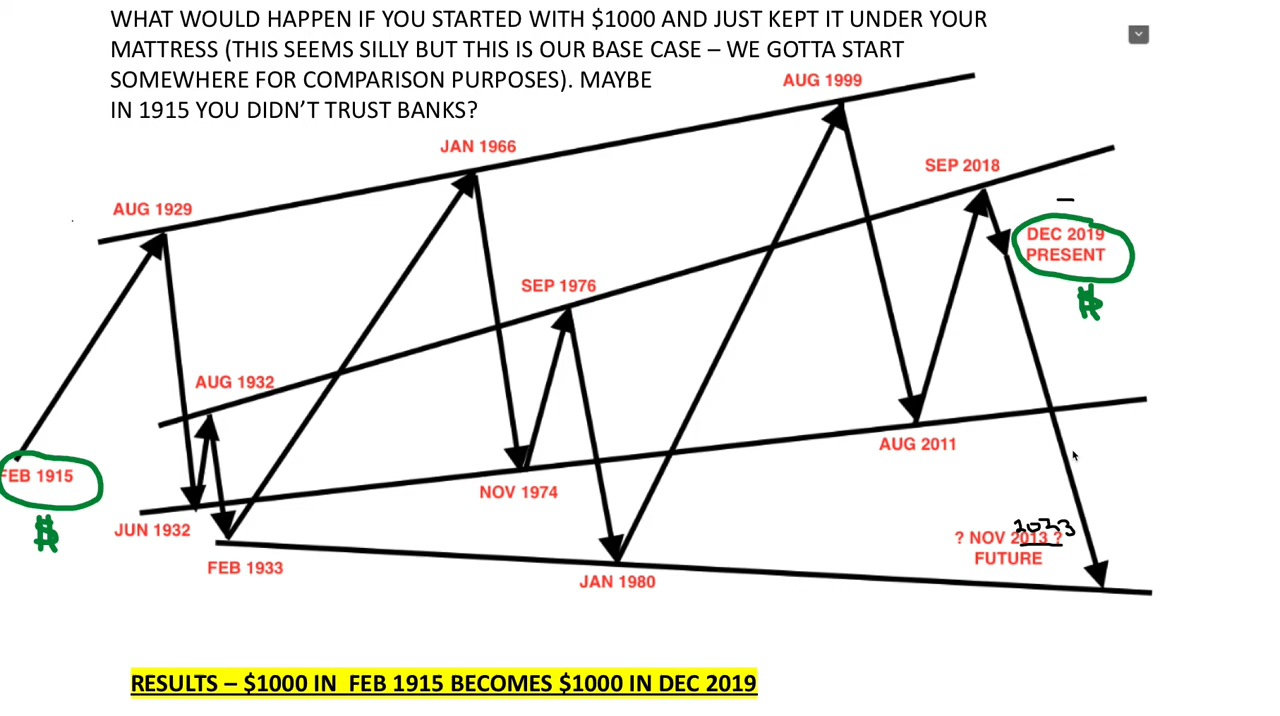 WHAT WOULD HAPPEN IF YOU STARTED WITH $1000 AND JUST KEPT IT UNDER YOUR
MATTRESS (THIS SEEMS SILLY BUT THIS IS OUR BASE CASE – WE GOTTA START
SOMEWHERE FOR COMPARISON PURPOSES). MAYBE
IN 1915 YOU DIDN'T TRUST BANKS?
AUG 1999
JAN 1966
SEP 2018
AUG 1929
DEC 2019
PRESENT
SEP 1976
AUG 1932
AUG 2011
FEB 1915
NOV 1974
JUN 1932
2033
? NOV 2013 ?
FUTURE
FEB 1933
JAN 1980
RESULTS – $1000 IN  FEB 1915 BECOMES $1000 IN DEC 2019